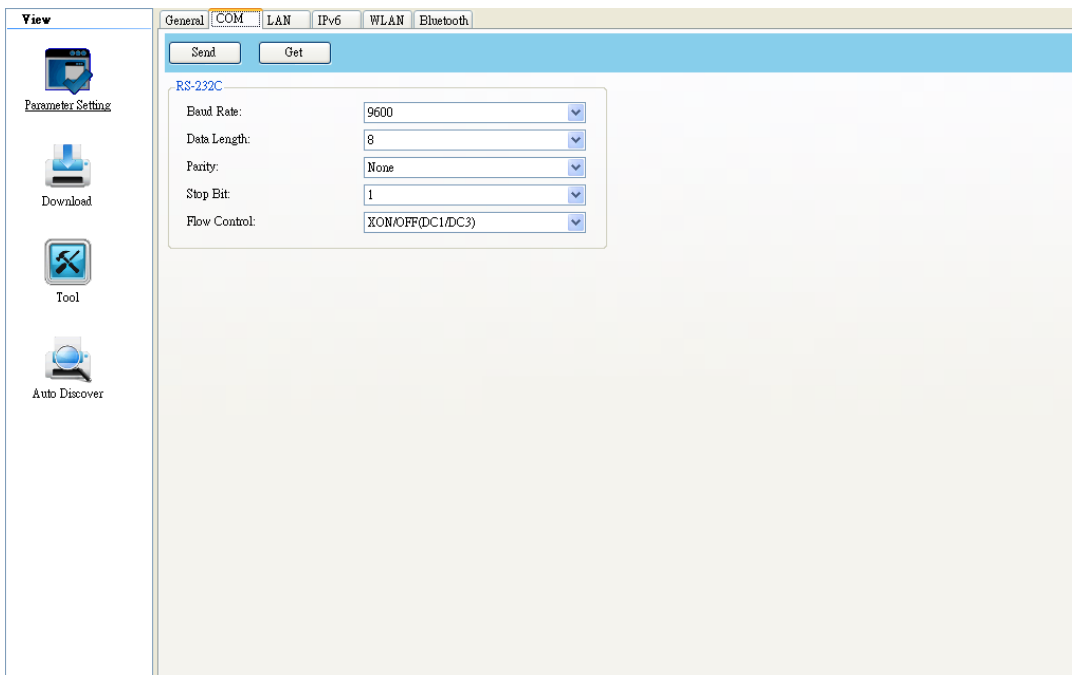 View
Parameter Setting
Download
Tool
Auto Discover
General COM LAN IPv6 WLAN Bluetooth
Send Get
RS-232C
Baud Rate: 9600
Data Length: 8
Parity: None
Stop Bit: 1
Flow Control: XON/OFF(DC1/DC3)